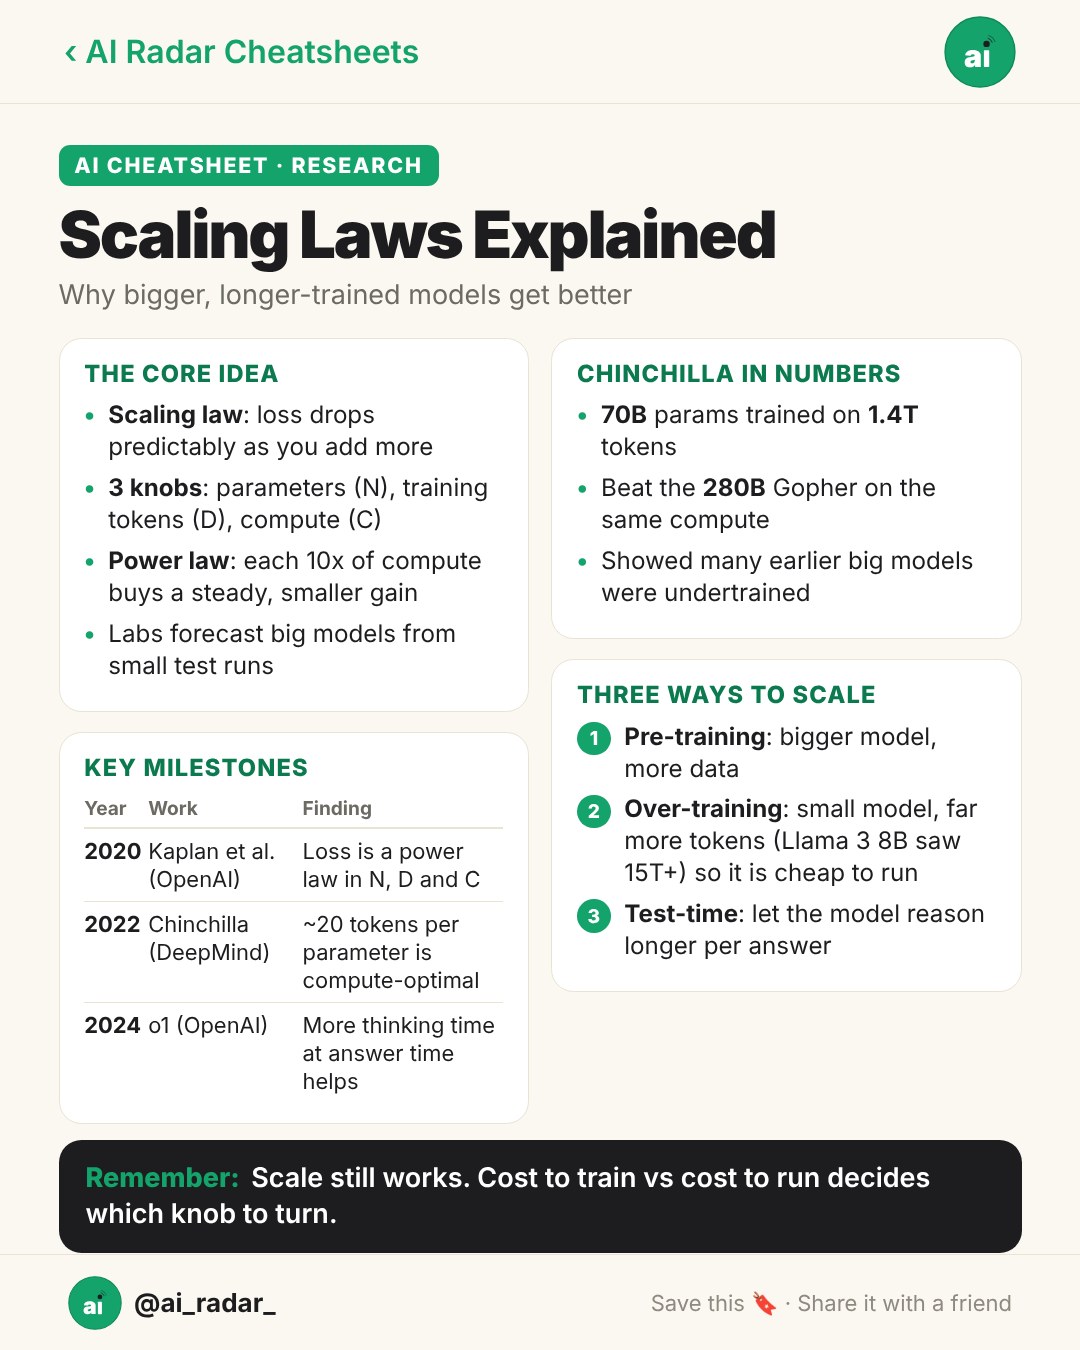 ‹ AI Radar Cheatsheets
ai
AI CHEATSHEET · RESEARCH
Scaling Laws Explained
Why bigger, longer-trained models get better
THE CORE IDEA
• Scaling law: loss drops
predictably as you add more
• 3 knobs: parameters (N), training
tokens (D), compute (C)
• Power law: each 10x of compute
buys a steady, smaller gain
• Labs forecast big models from
small test runs
KEY MILESTONES
Year Work Finding
2020 Kaplan et al. Loss is a power
(OpenAI) law in N, D and C
2022 Chinchilla ~20 tokens per
(DeepMind) parameter is
compute-optimal
2024 o1 (OpenAI) More thinking time
at answer time
helps
CHINCHILLA IN NUMBERS
• 70B params trained on 1.4T
tokens
• Beat the 280B Gopher on the
same compute
• Showed many earlier big models
were undertrained
THREE WAYS TO SCALE
1 Pre-training: bigger model,
more data
2 Over-training: small model, far
more tokens (Llama 3 8B saw
15T+) so it is cheap to run
3 Test-time: let the model reason
longer per answer
Remember: Scale still works. Cost to train vs cost to run decides
which knob to turn.
ai @ai_radar_
Save this 🔖 · Share it with a friend